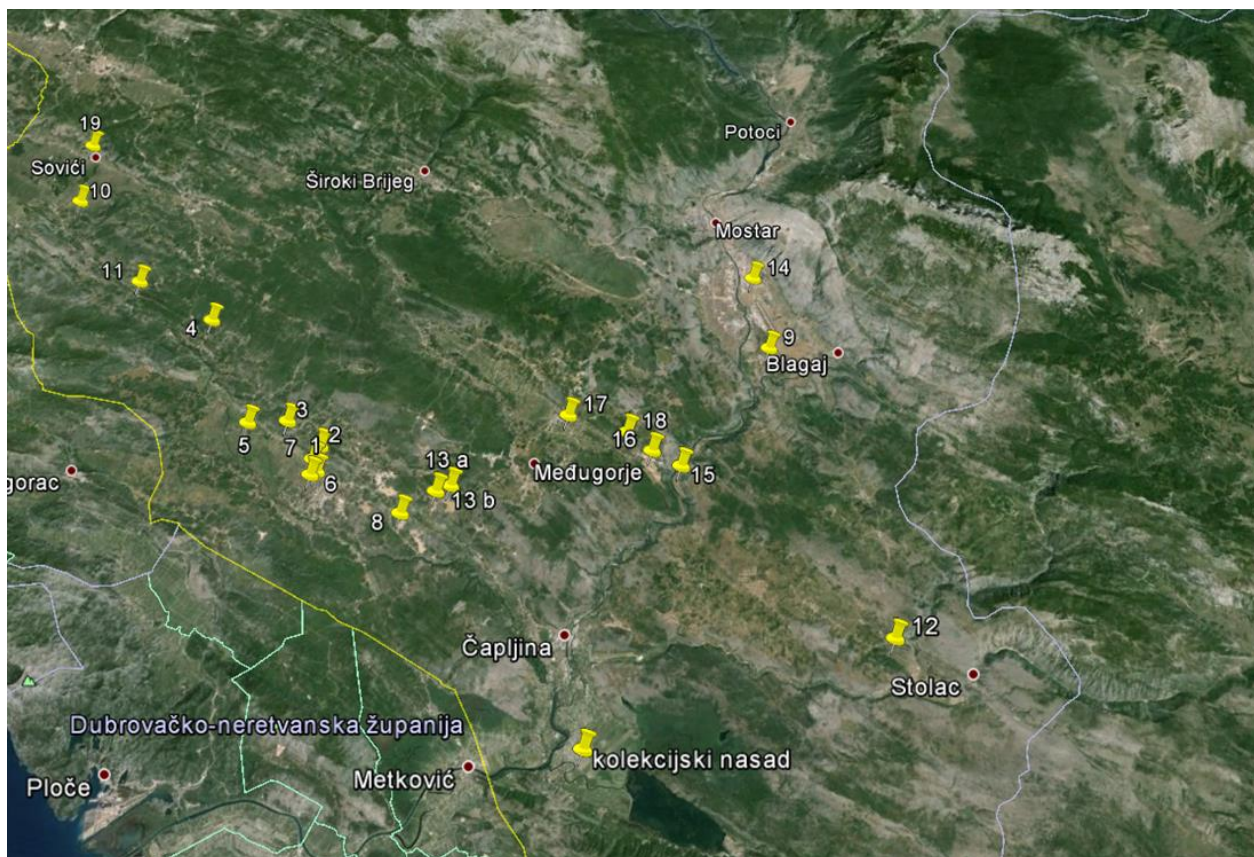 19
Sovići
10
Široki Brijeg
Potoci
Mostar
14
11
9
Blagaj
4
3
17
5
7
1
2
18
16
6
13 a
Međugorje
15
gorac
13 b
8
12
Čapljina
Stolac
Dubrovačko-neretvanska županija
kolekcijski nasad
Metković
Ploče